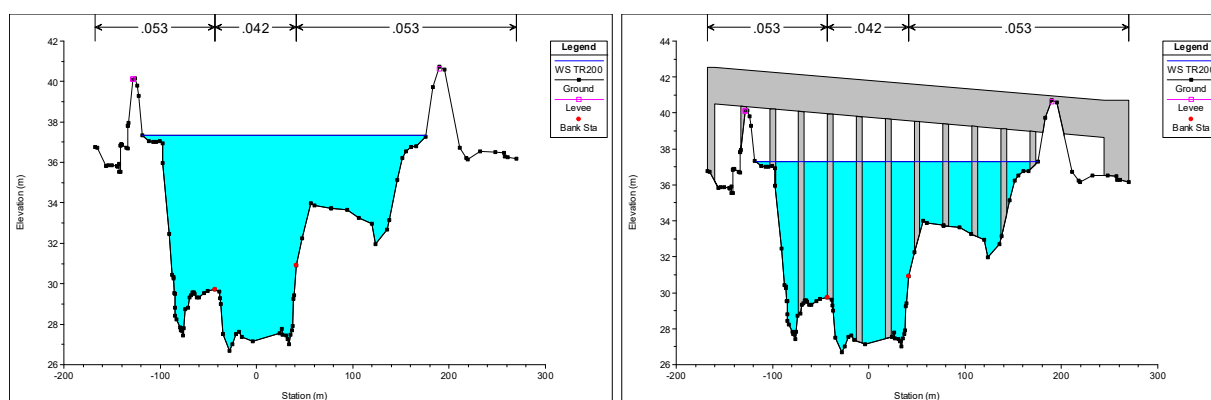 .053 .042 .053
42
40
38
36
34
32
30
28
26
Elevation (m)
-200 -100 0 100 200 300
Station (m)
Legend
WS TR200
Ground
Levee
Bank Sta
.053 .042 .053
44
42
40
38
36
34
32
30
28
26
Elevation (m)
-200 -100 0 100 200 300
Station (m)
Legend
WS TR200
Ground
Levee
Bank Sta